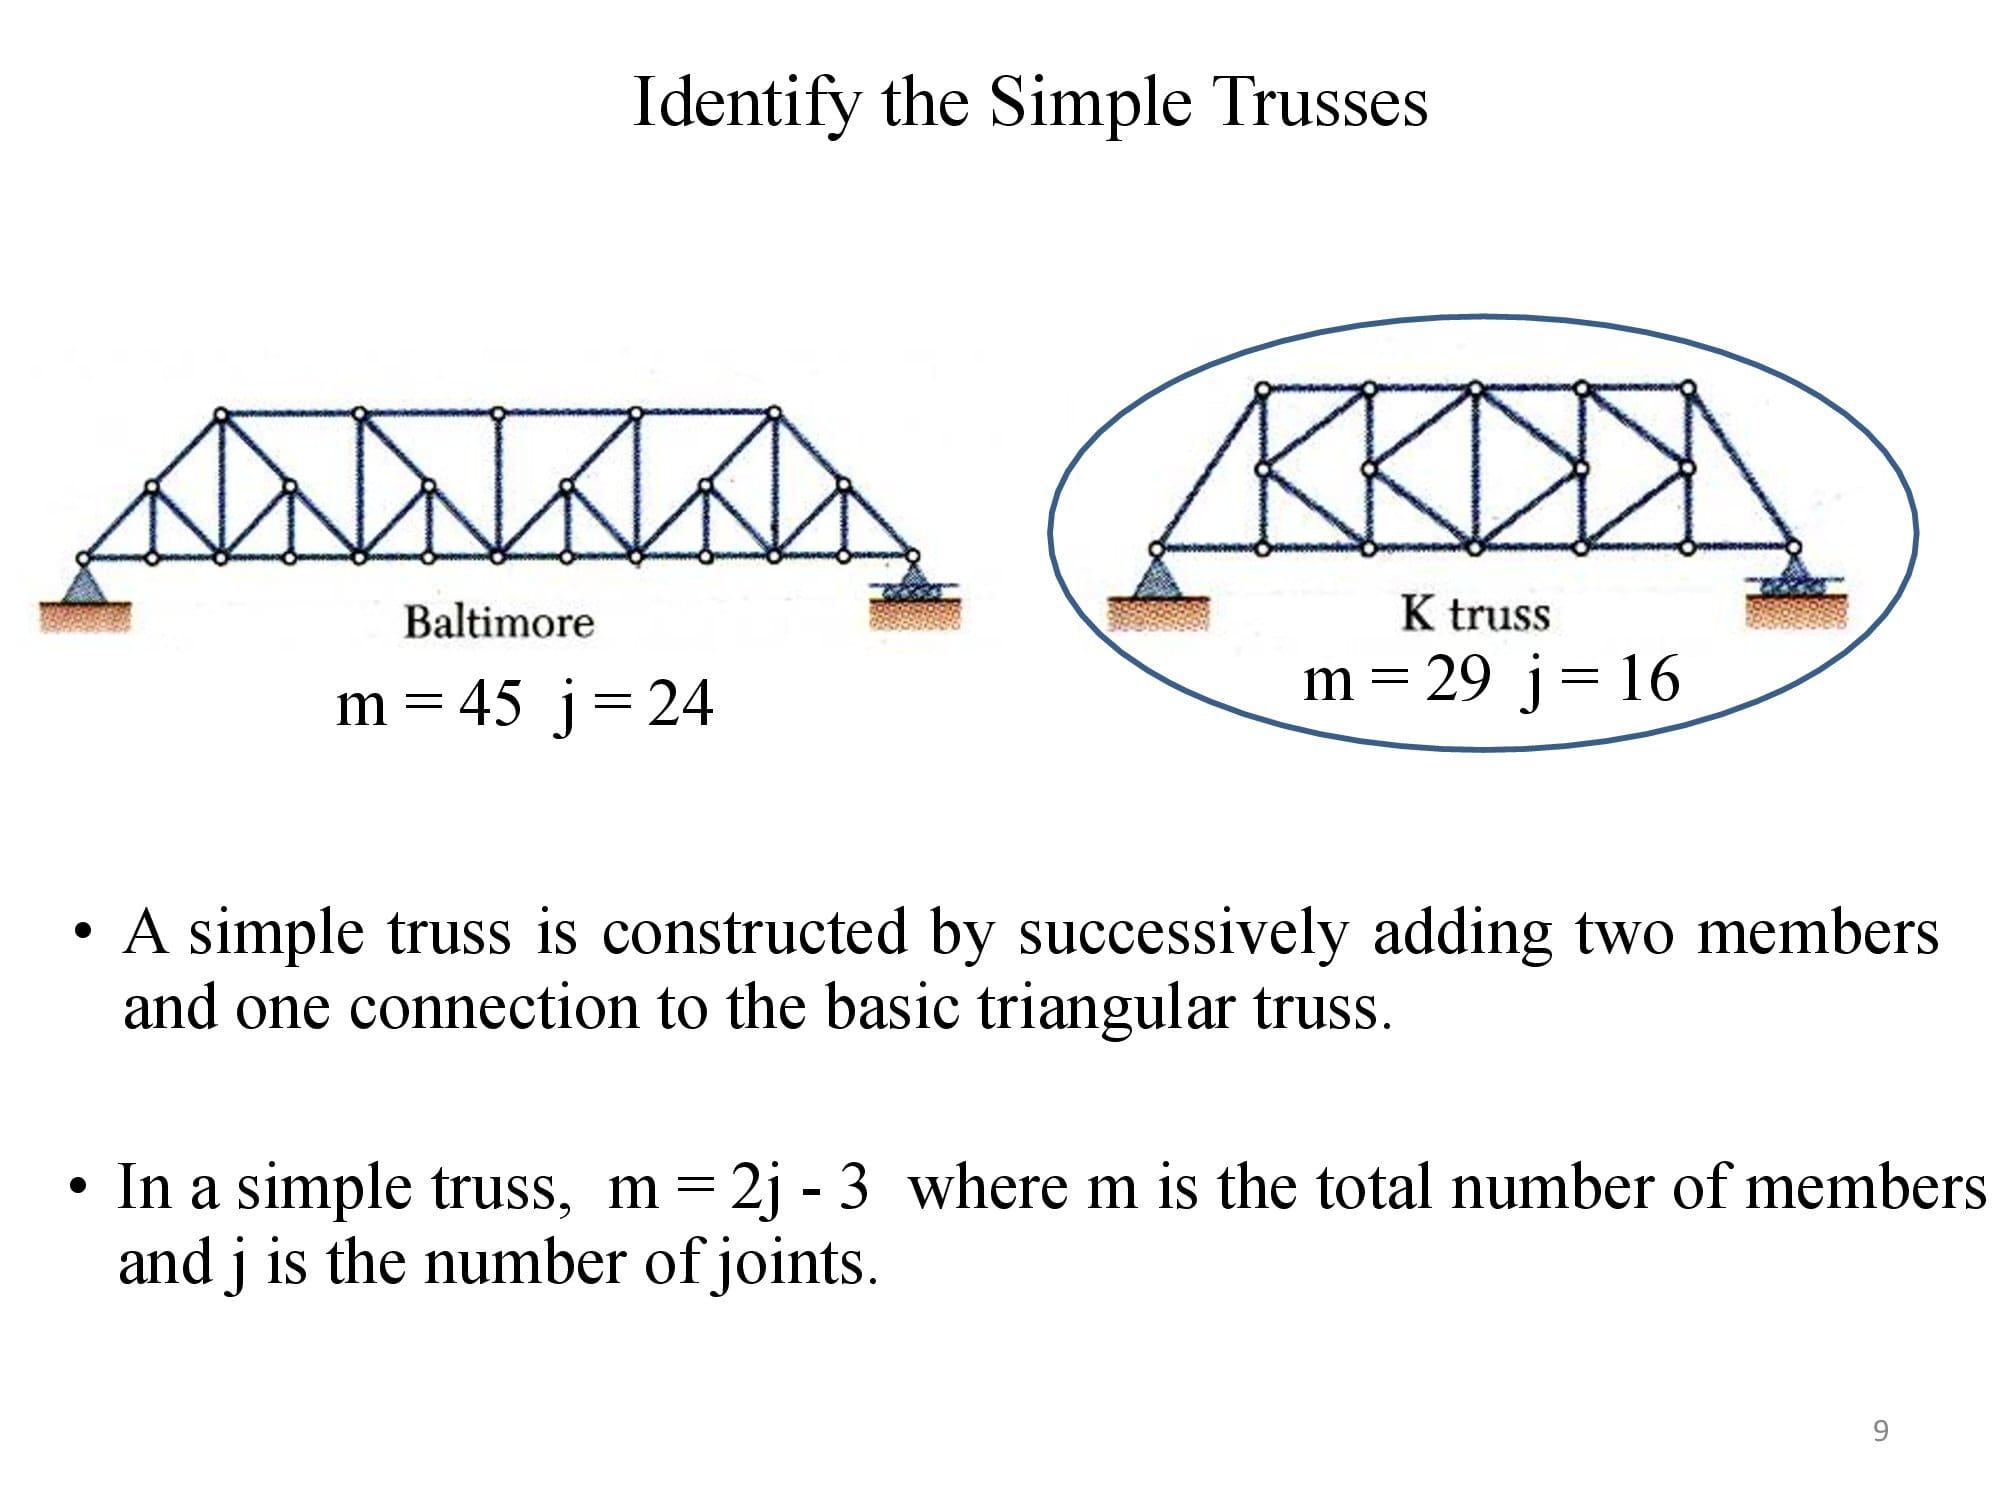 Identify the Simple Trusses
Baltimore
m = 45 j = 24
K truss
m = 29 j = 16
• A simple truss is constructed by successively adding two members
and one connection to the basic triangular truss.
• In a simple truss, m = 2j - 3 where m is the total number of members
and j is the number of joints.
9